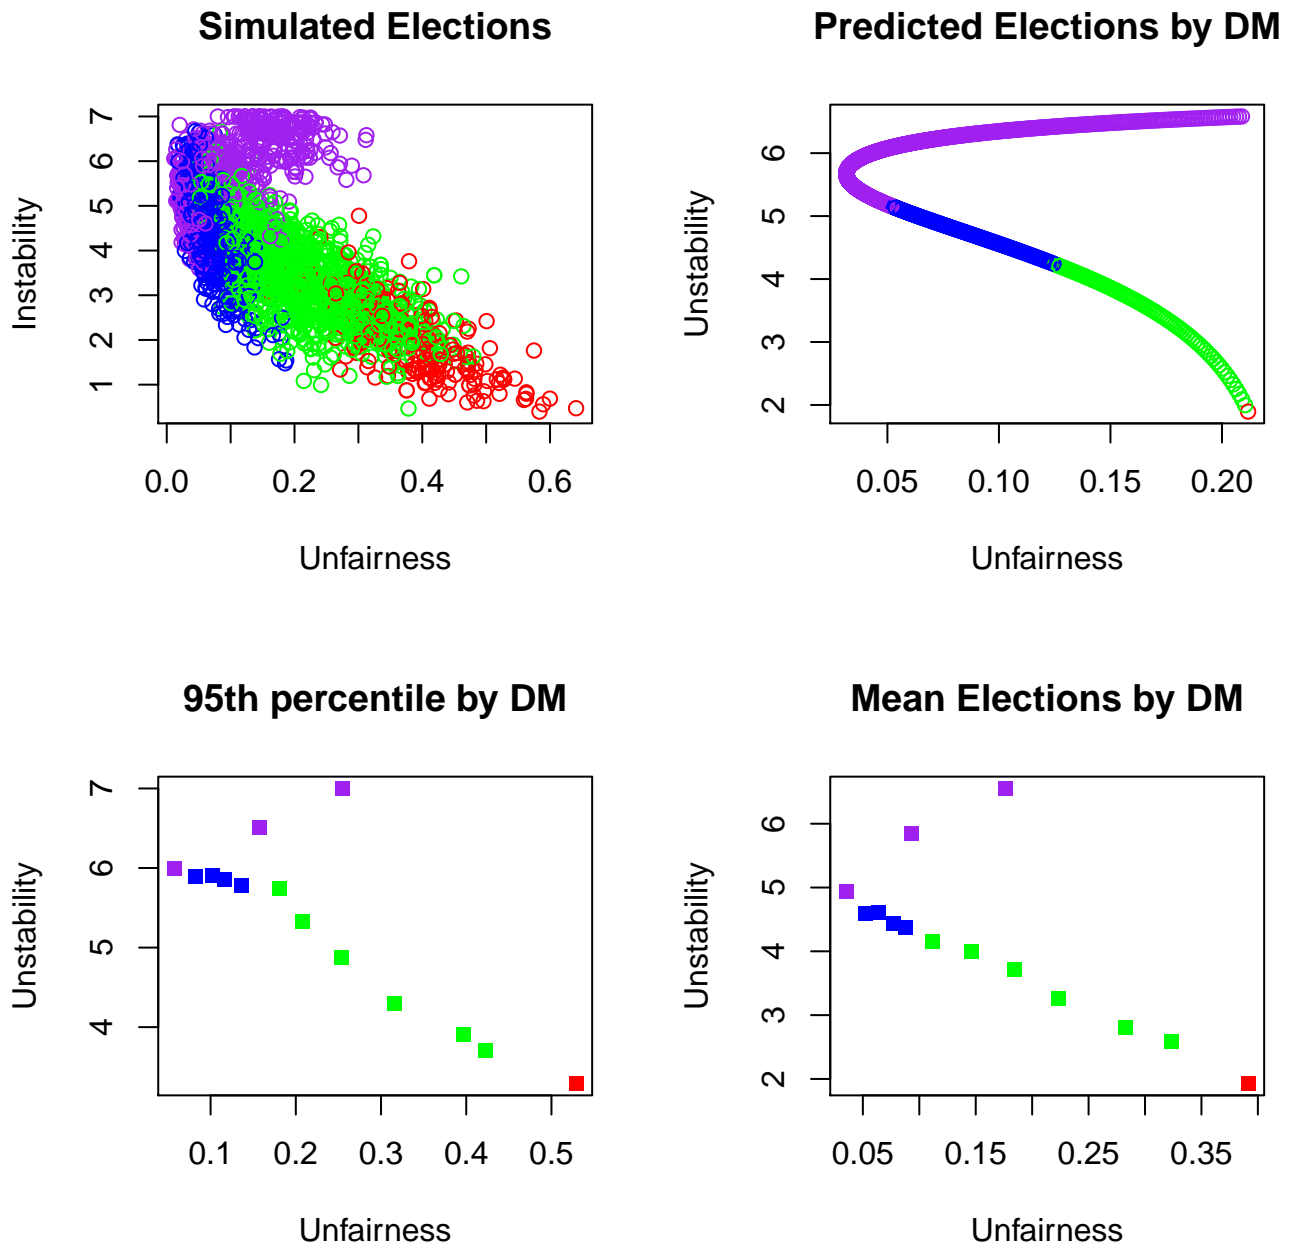 Simulated Elections
Instability
7
6
5
4
3
2
1
0.0 0.2 0.4 0.6
Unfairness
Predicted Elections by DM
Unstability
6
5
4
3
2
0.05 0.10 0.15 0.20
Unfairness
95th percentile by DM
Unstability
7
6
5
4
0.1 0.2 0.3 0.4 0.5
Unfairness
Mean Elections by DM
Unstability
6
5
4
3
2
0.05 0.15 0.25 0.35
Unfairness